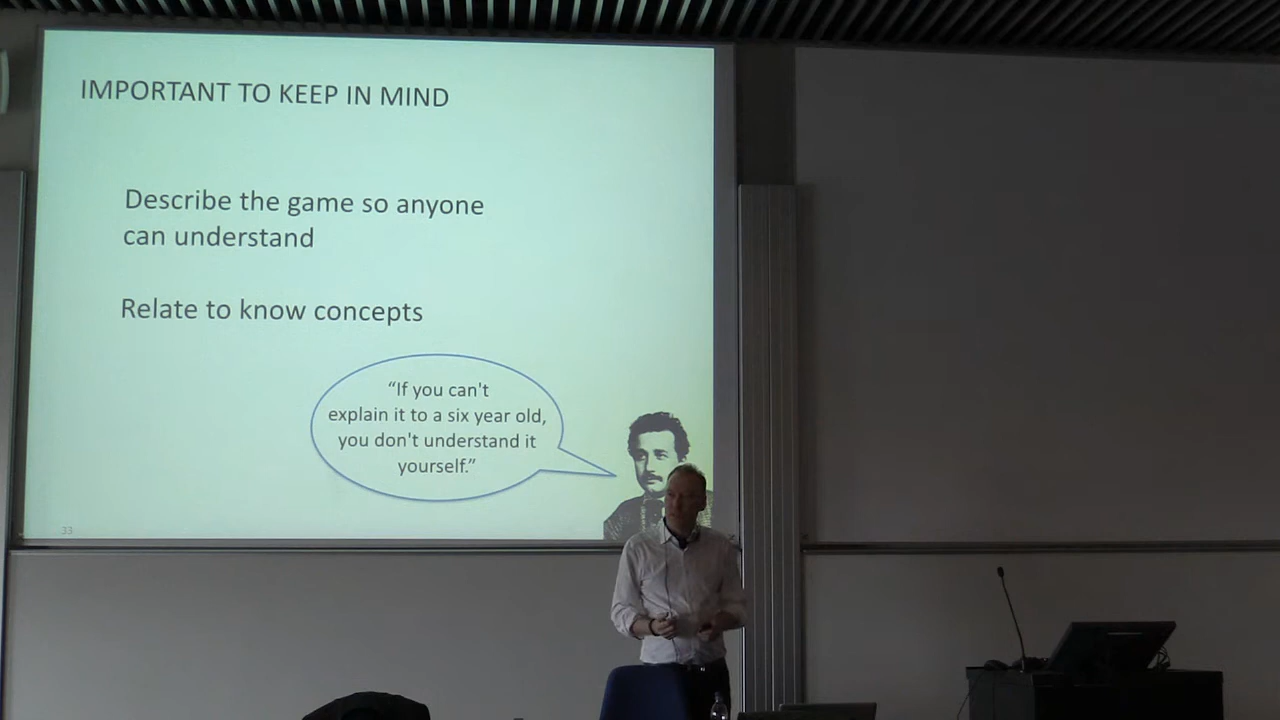 IMPORTANT TO KEEP IN MIND
Describe the game so anyone
can understand
Relate to know concepts
“If you can't
explain it to a six year old,
you don't understand it
yourself.”
33